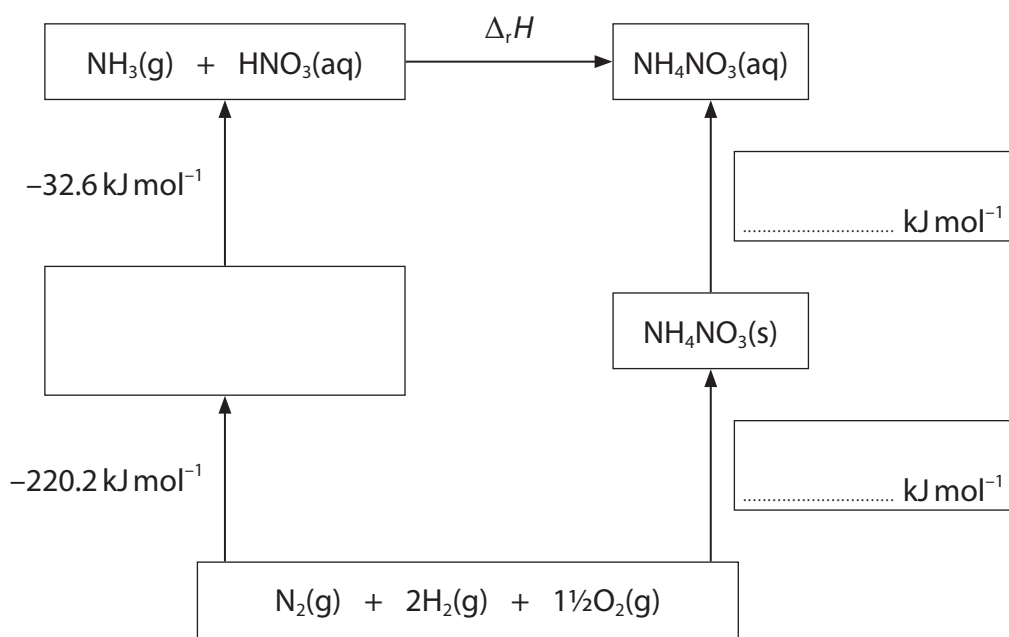 ΔᵣH
NH₃(g) + HNO₃(aq)
NH₄NO₃(aq)
–32.6 kJ mol⁻¹
.............................. kJ mol⁻¹
NH₄NO₃(s)
–220.2 kJ mol⁻¹
.............................. kJ mol⁻¹
N₂(g) + 2H₂(g) + 1½O₂(g)